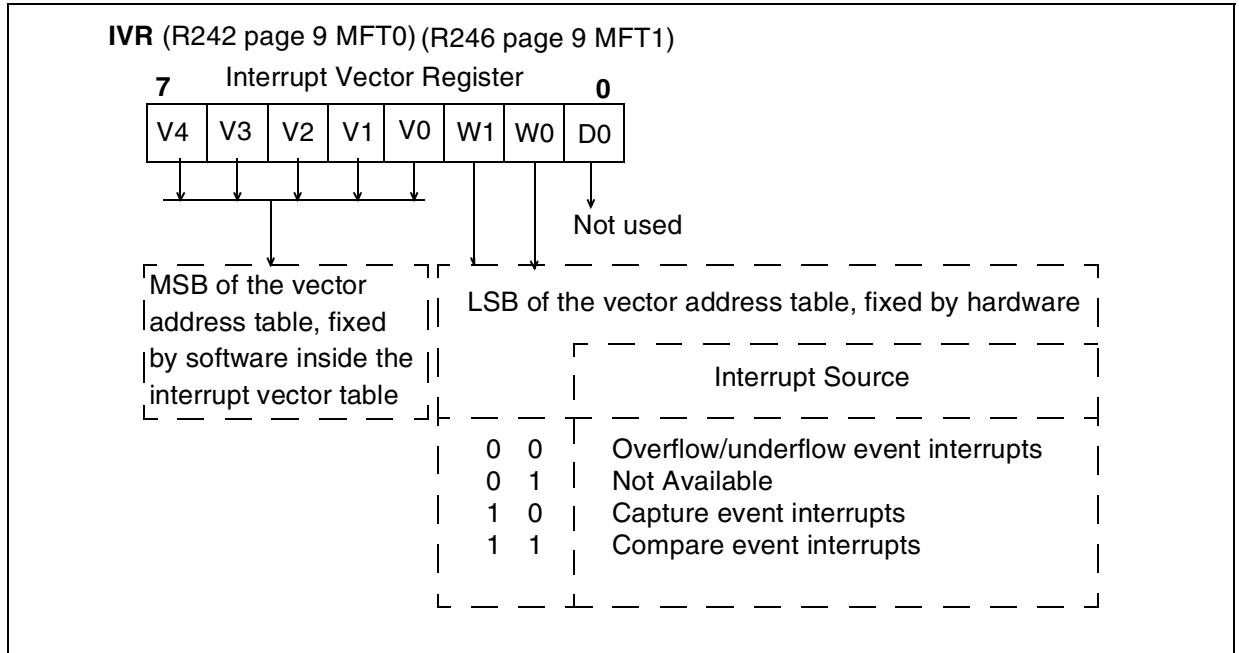 IVR (R242 page 9 MFT0) (R246 page 9 MFT1)
Interrupt Vector Register
7 0
V4 V3 V2 V1 V0 W1 W0 D0
Not used
MSB of the vector
address table, fixed
by software inside the
interrupt vector table
LSB of the vector address table, fixed by hardware
Interrupt Source
0 0 Overflow/underflow event interrupts
0 1 Not Available
1 0 Capture event interrupts
1 1 Compare event interrupts